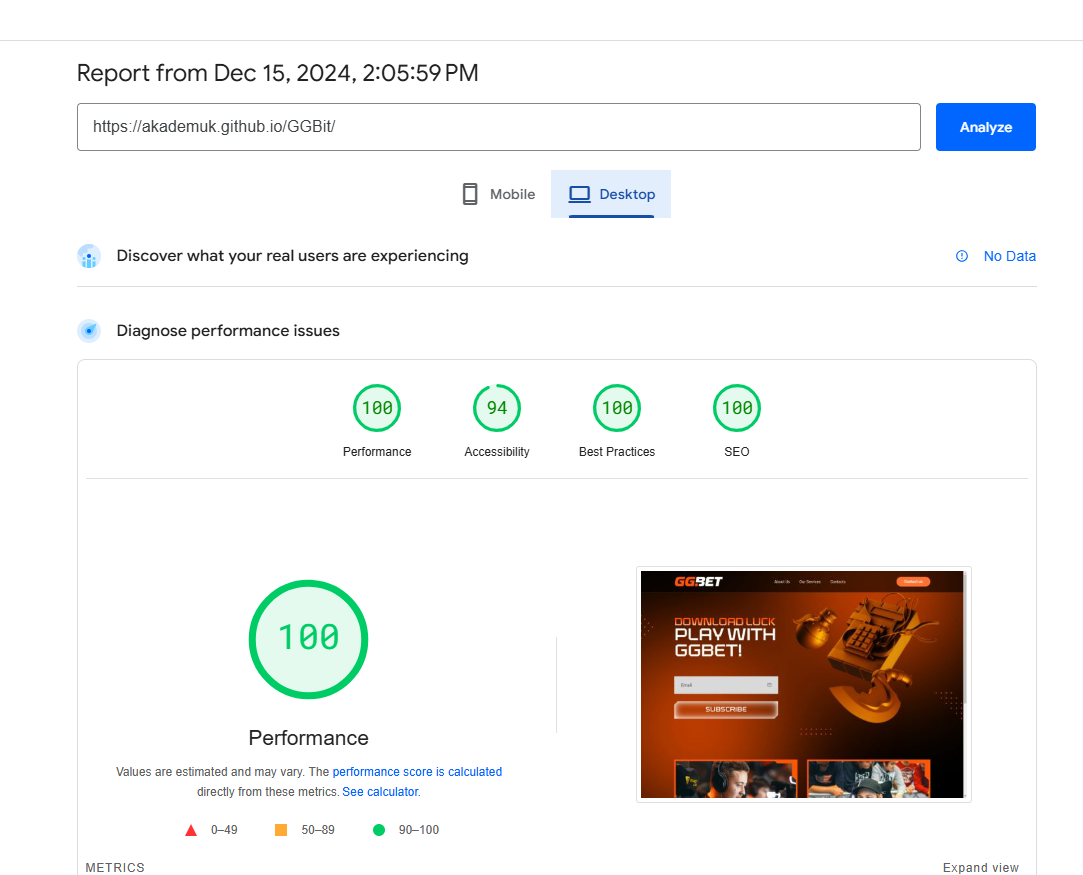 Report from Dec 15, 2024, 2:05:59 PM
https://akademuk.github.io/GGBit/
Analyze
Mobile
Desktop
Discover what your real users are experiencing
No Data
Diagnose performance issues
100
94
100
100
Performance
Accessibility
Best Practices
SEO
100
Performance
Values are estimated and may vary. The performance score is calculated
directly from these metrics. See calculator.
0–49
50–89
90–100
GG.BET
About Us
Our Services
Contacts
Contact us
DOWNLOAD LUCK
PLAY WITH
GGBET!
Email
SUBSCRIBE
METRICS
Expand view